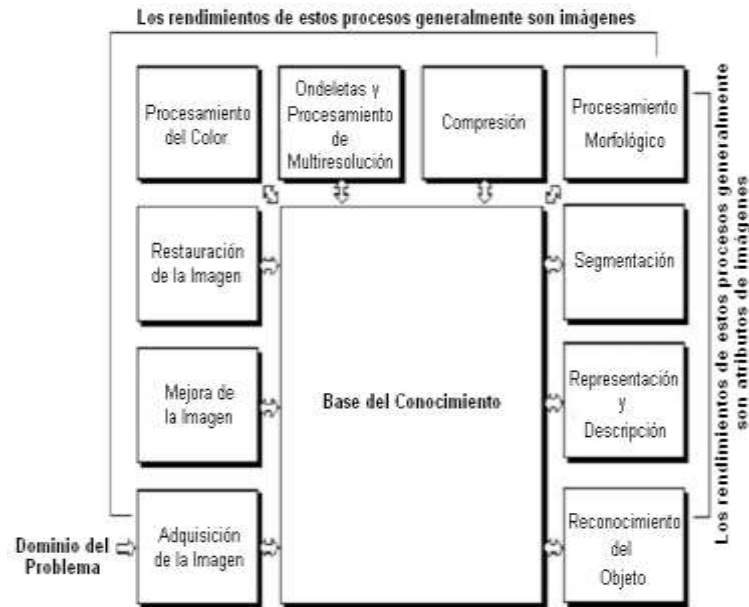 Los rendimientos de estos procesos generalmente son imágenes
Procesamiento
del Color
Ondeletas y
Procesamiento
de
Multiresolución
Compresión
Procesamiento
Morfológico
Los rendimientos de estos procesos generalmente
son atributos de imágenes
Restauración
de la Imagen
Segmentación
Mejora de
la Imagen
Base del Conocimiento
Representación
y
Descripción
Dominio del
Problema
Adquisición
de la Imagen
Reconocimiento
del
Objeto